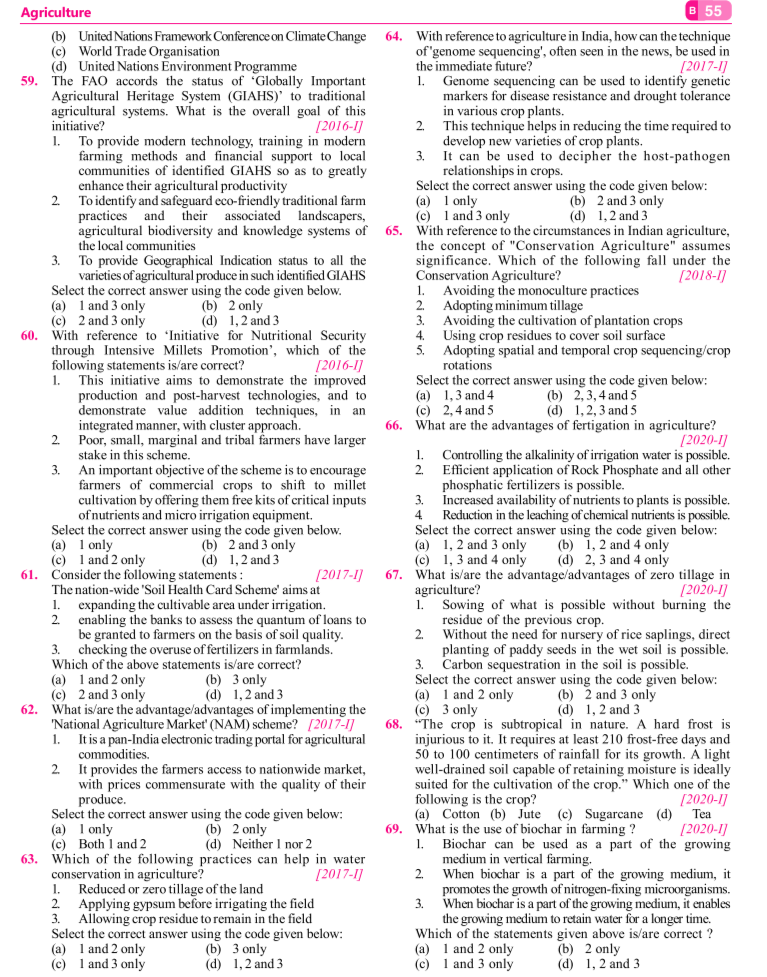 Agriculture
B 55
(b) United Nations Framework Conference on Climate Change
(c) World Trade Organisation
(d) United Nations Environment Programme
59. The FAO accords the status of ‘Globally Important
Agricultural Heritage System (GIAHS)’ to traditional
agricultural systems. What is the overall goal of this
initiative? [2016-I]
1. To provide modern technology, training in modern
farming methods and financial support to local
communities of identified GIAHS so as to greatly
enhance their agricultural productivity
2. To identify and safeguard eco-friendly traditional farm
practices and their associated landscapes,
agricultural biodiversity and knowledge systems of
the local communities
3. To provide Geographical Indication status to all the
varieties of agricultural produce in such identified GIAHS
Select the correct answer using the code given below.
(a) 1 and 3 only (b) 2 only
(c) 2 and 3 only (d) 1, 2 and 3
60. With reference to ‘Initiative for Nutritional Security
through Intensive Millets Promotion’, which of the
following statements is/are correct? [2016-I]
1. This initiative aims to demonstrate the improved
production and post-harvest technologies, and to
demonstrate value addition techniques, in an
integrated manner, with cluster approach.
2. Poor, small, marginal and tribal farmers have larger
stake in this scheme.
3. An important objective of the scheme is to encourage
farmers of commercial crops to shift to millet
cultivation by offering them free kits of critical inputs
of nutrients and micro irrigation equipment.
Select the correct answer using the code given below.
(a) 1 only (b) 2 and 3 only
(c) 1 and 2 only (d) 1, 2 and 3
61. Consider the following statements : [2017-I]
The nation-wide 'Soil Health Card Scheme' aims at
1. expanding the cultivable area under irrigation.
2. enabling the banks to assess the quantum of loans to
be granted to farmers on the basis of soil quality.
3. checking the overuse of fertilizers in farmlands.
Which of the above statements is/are correct?
(a) 1 and 2 only (b) 3 only
(c) 2 and 3 only (d) 1, 2 and 3
62. What is/are the advantage/advantages of implementing the
'National Agriculture Market' (NAM) scheme? [2017-I]
1. It is a pan-India electronic trading portal for agricultural
commodities.
2. It provides the farmers access to nationwide market,
with prices commensurate with the quality of their
produce.
Select the correct answer using the code given below:
(a) 1 only (b) 2 only
(c) Both 1 and 2 (d) Neither 1 nor 2
63. Which of the following practices can help in water
conservation in agriculture? [2017-I]
1. Reduced or zero tillage of the land
2. Applying gypsum before irrigating the field
3. Allowing crop residue to remain in the field
Select the correct answer using the code given below:
(a) 1 and 2 only (b) 3 only
(c) 1 and 3 only (d) 1, 2 and 3
64. With reference to agriculture in India, how can the technique
of 'genome sequencing', often seen in the news, be used in
the immediate future? [2017-I]
1. Genome sequencing can be used to identify genetic
markers for disease resistance and drought tolerance
in various crop plants.
2. This technique helps in reducing the time required to
develop new varieties of crop plants.
3. It can be used to decipher the host-pathogen
relationships in crops.
Select the correct answer using the code given below:
(a) 1 only (b) 2 and 3 only
(c) 1 and 3 only (d) 1, 2 and 3
65. With reference to the circumstances in Indian agriculture,
the concept of "Conservation Agriculture" assumes
significance. Which of the following fall under the
Conservation Agriculture? [2018-I]
1. Avoiding the monoculture practices
2. Adopting minimum tillage
3. Avoiding the cultivation of plantation crops
4. Using crop residues to cover soil surface
5. Adopting spatial and temporal crop sequencing/crop
rotations
Select the correct answer using the code given below:
(a) 1, 3 and 4 (b) 2, 3, 4 and 5
(c) 2, 4 and 5 (d) 1, 2, 3 and 5
66. What are the advantages of fertigation in agriculture?
[2020-I]
1. Controlling the alkalinity of irrigation water is possible.
2. Efficient application of Rock Phosphate and all other
phosphatic fertilizers is possible.
3. Increased availability of nutrients to plants is possible.
4. Reduction in the leaching of chemical nutrients is possible.
Select the correct answer using the code given below:
(a) 1, 2 and 3 only (b) 1, 2 and 4 only
(c) 1, 3 and 4 only (d) 2, 3 and 4 only
67. What is/are the advantage/advantages of zero tillage in
agriculture? [2020-I]
1. Sowing of what is possible without burning the
residue of the previous crop.
2. Without the need for nursery of rice saplings, direct
planting of paddy seeds in the wet soil is possible.
3. Carbon sequestration in the soil is possible.
Select the correct answer using the code given below:
(a) 1 and 2 only (b) 2 and 3 only
(c) 3 only (d) 1, 2 and 3
68. “The crop is subtropical in nature. A hard frost is
injurious to it. It requires at least 210 frost-free days and
50 to 100 centimeters of rainfall for its growth. A light
well-drained soil capable of retaining moisture is ideally
suited for the cultivation of the crop.” Which one of the
following is the crop? [2020-I]
(a) Cotton (b) Jute (c) Sugarcane (d) Tea
69. What is the use of biochar in farming ? [2020-I]
1. Biochar can be used as a part of the growing
medium in vertical farming.
2. When biochar is a part of the growing medium, it
promotes the growth of nitrogen-fixing microorganisms.
3. When biochar is a part of the growing medium, it enables
the growing medium to retain water for a longer time.
Which of the statements given above is/are correct ?
(a) 1 and 2 only (b) 2 only
(c) 1 and 3 only (d) 1, 2 and 3